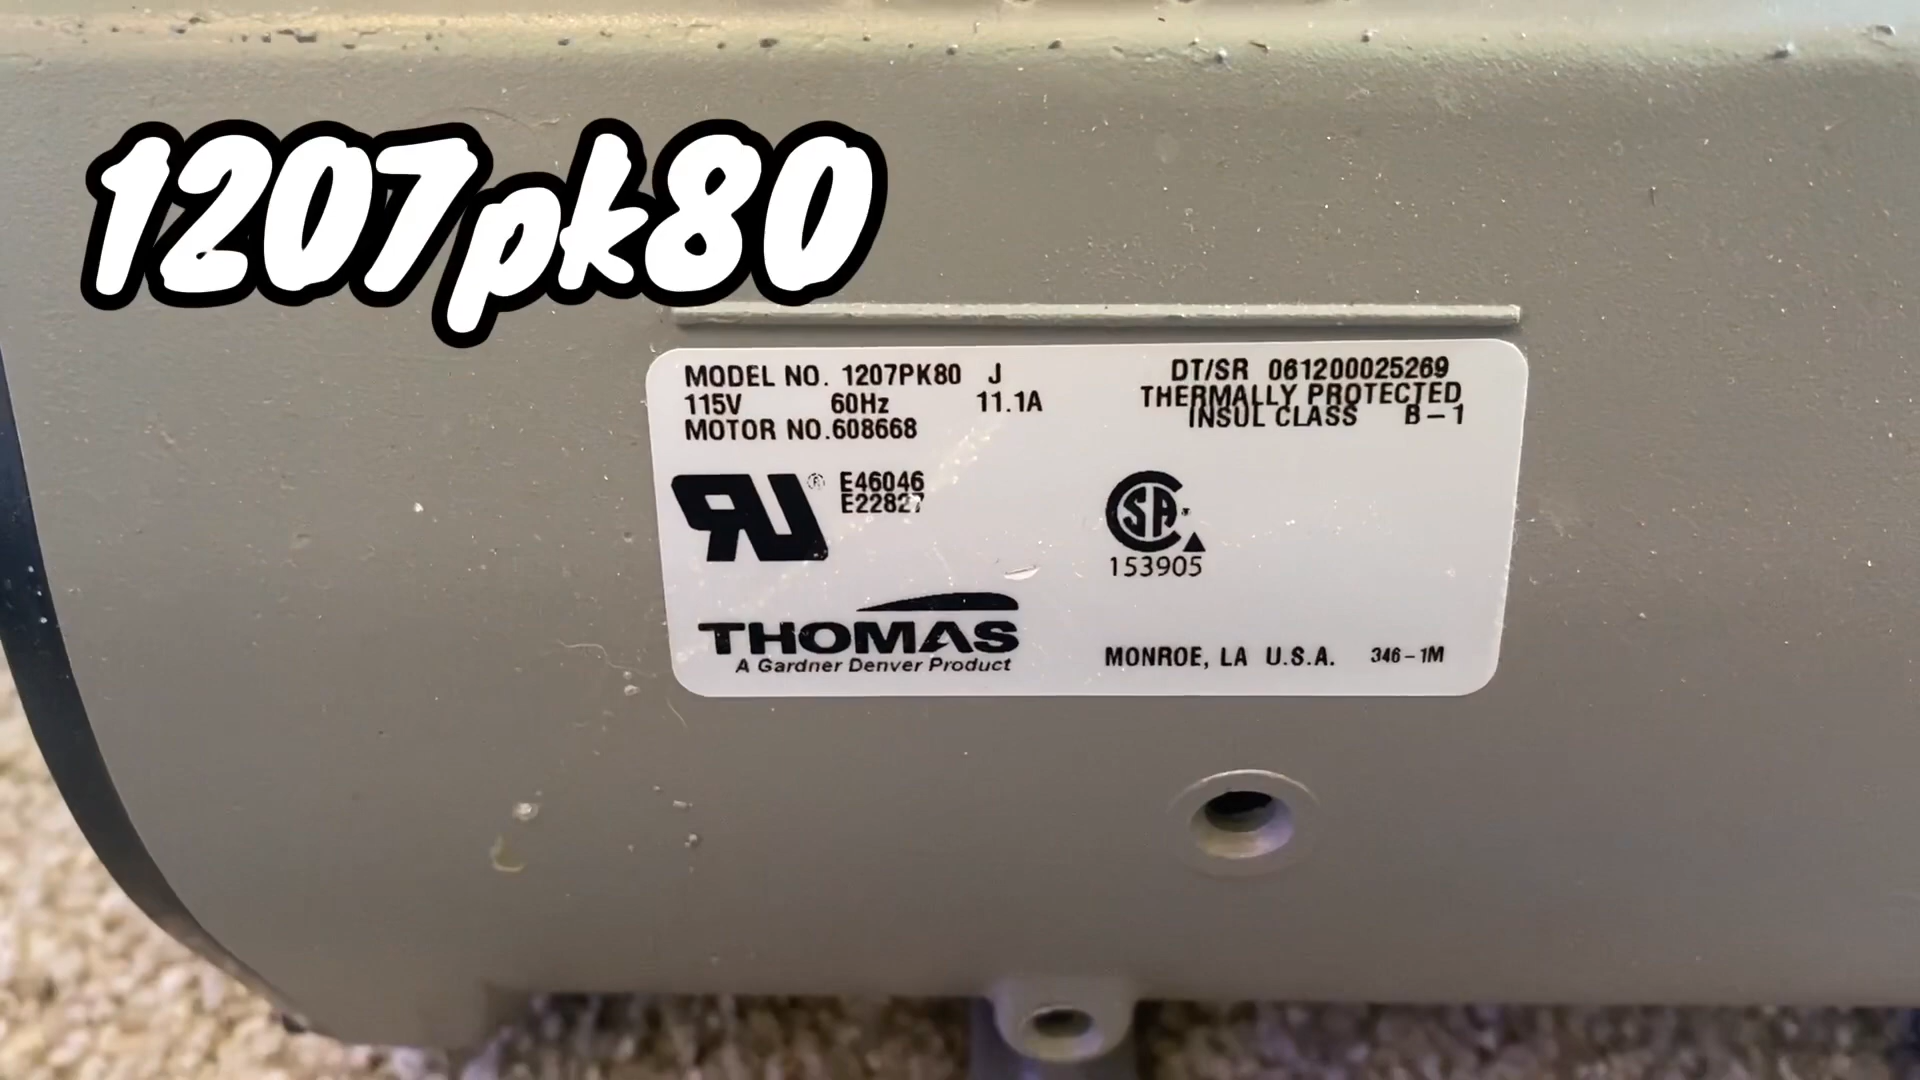 1207pk80
MODEL NO. 1207PK80 J
115V 60Hz 11.1A
MOTOR NO.608668
DT/SR 061200025269
THERMALLY PROTECTED
INSUL CLASS B-1
E46046
E22827
153905
THOMAS
A Gardner Denver Product
MONROE, LA U.S.A. 346-1M